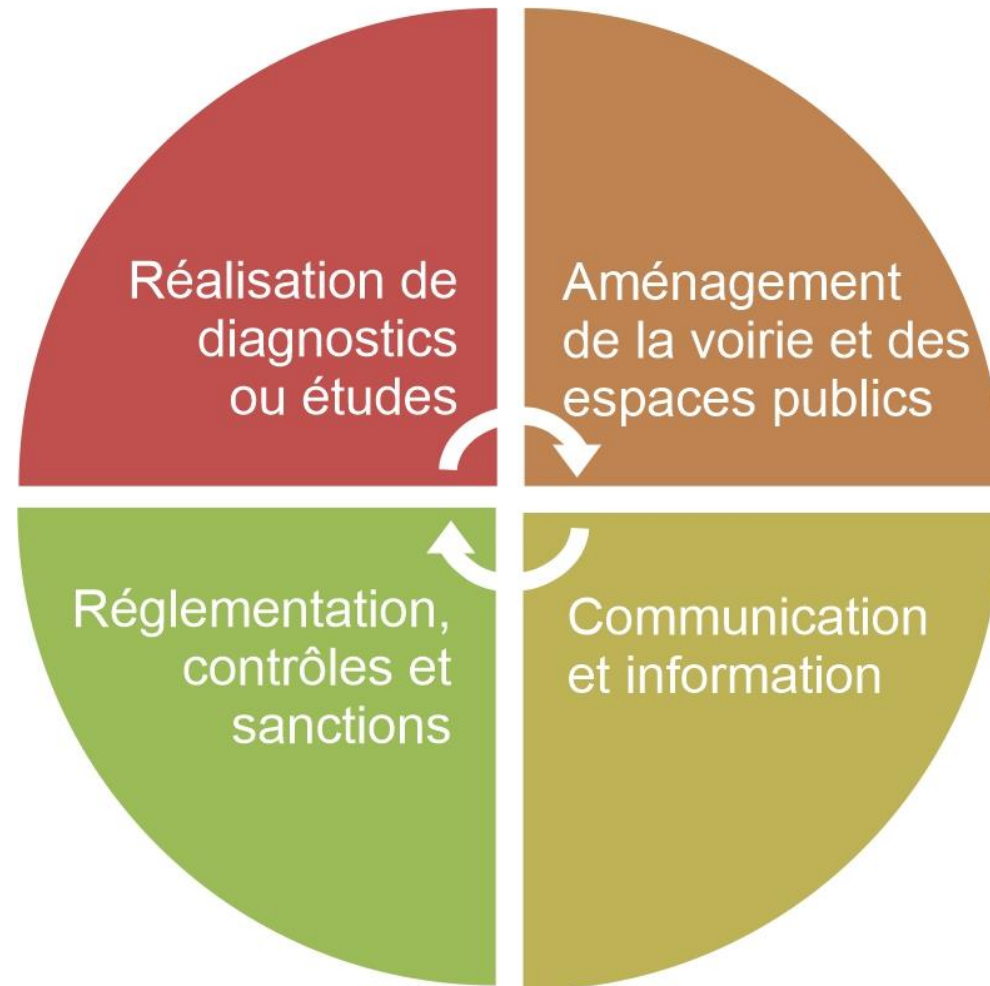 Réalisation de
diagnostics
ou études
Aménagement
de la voirie et des
espaces publics
Réglementation,
contrôles et
sanctions
Communication
et information